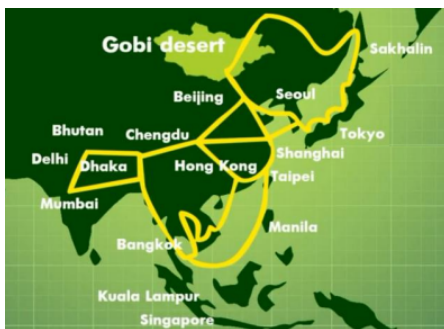 Gobi desert
Sakhalin
Beijing
Seoul
Bhutan
Chengdu
Tokyo
Delhi
Dhaka
Hong Kong
Shanghai
Taipei
Mumbai
Bangkok
Manila
Kuala Lampur
Singapore